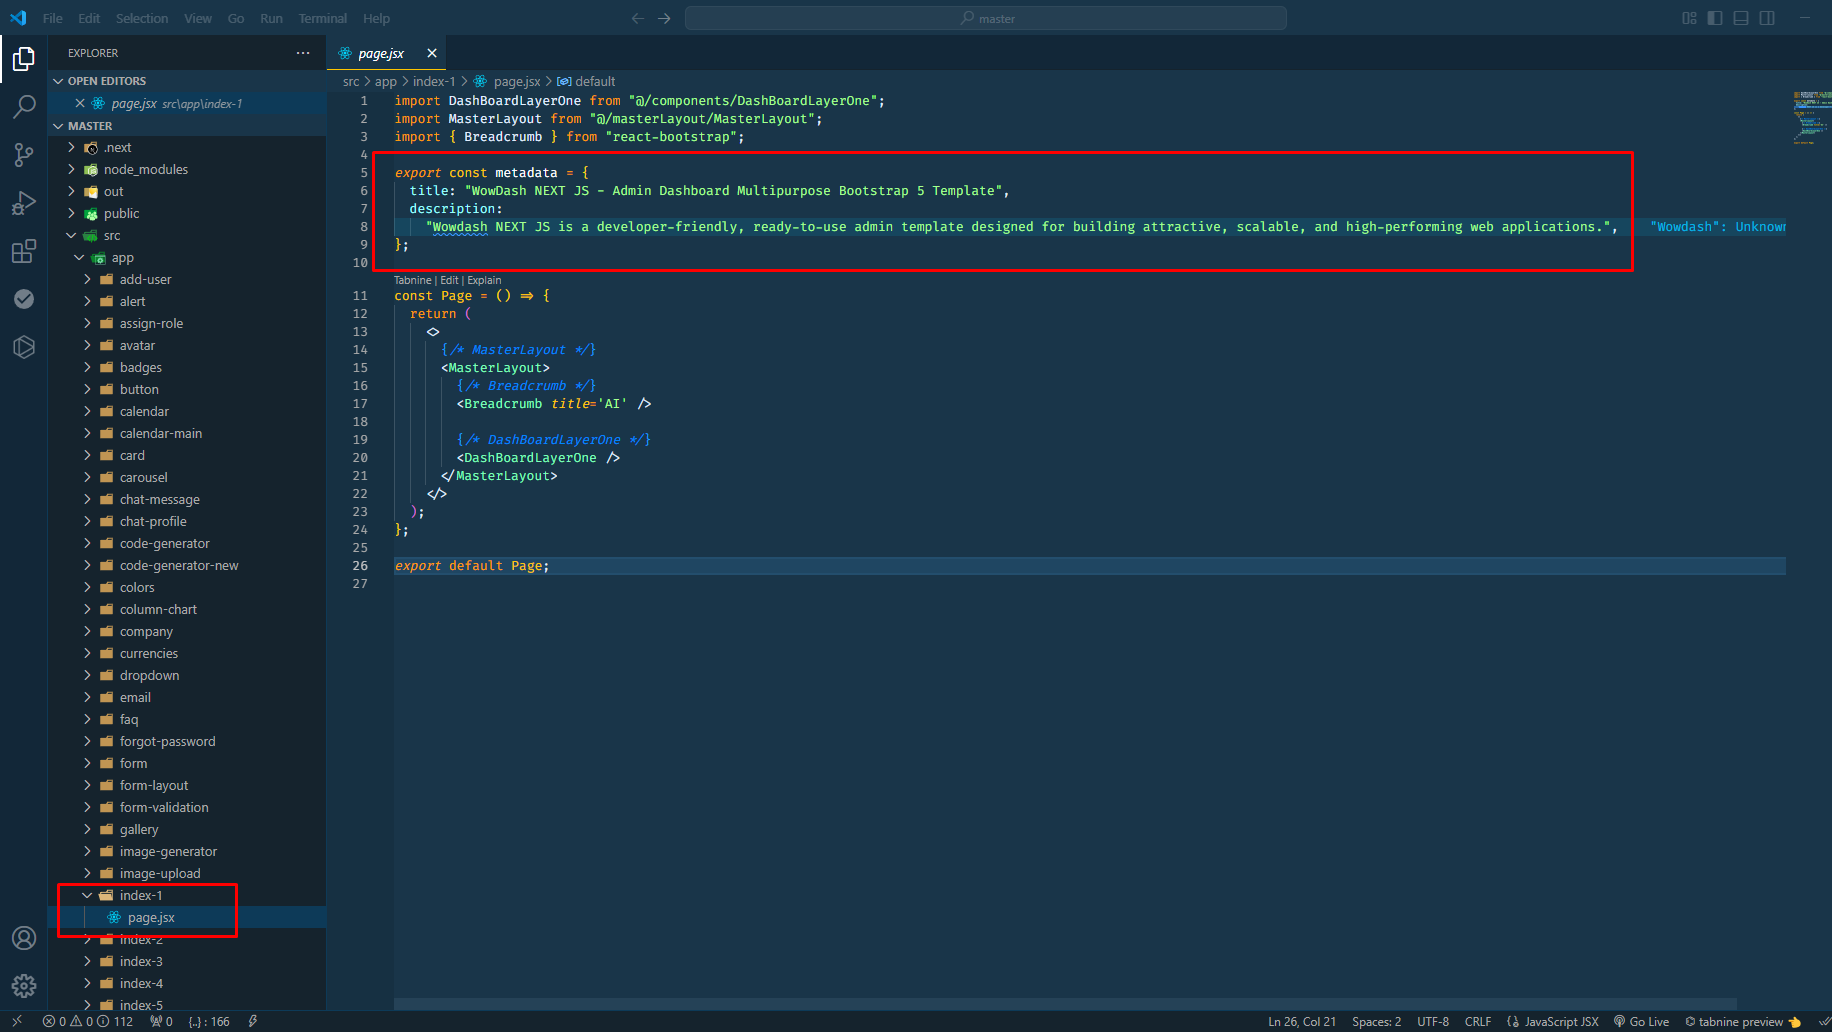 File Edit Selection View Go Run Terminal Help
master
EXPLORER
page.jsx
OPEN EDITORS
page.jsx src\app\index-1
MASTER
.next
node_modules
out
public
src
app
add-user
alert
assign-role
avatar
badges
button
calendar
calendar-main
card
carousel
chat-message
chat-profile
code-generator
code-generator-new
colors
column-chart
company
currencies
dropdown
email
faq
forgot-password
form
form-layout
form-validation
gallery
image-generator
image-upload
index-1
page.jsx
index-2
index-3
index-4
index-5
src > app > index-1 > page.jsx > default
1 import DashBoardLayerOne from "@/components/DashBoardLayerOne";
2 import MasterLayout from "@/masterLayout/MasterLayout";
3 import { Breadcrumb } from "react-bootstrap";
4
5 export const metadata = {
6 title: "WowDash NEXT JS - Admin Dashboard Multipurpose Bootstrap 5 Template",
7 description:
8 "Wowdash NEXT JS is a developer-friendly, ready-to-use admin template designed for building attractive, scalable, and high-performing web applications.", "Wowdash": Unknown
9 };
10
Tabnine | Edit | Explain
11 const Page = () => {
12 return (
13 <>
14 {/* MasterLayout */}
15 <MasterLayout>
16 {/* Breadcrumb */}
17 <Breadcrumb title='AI' />
18
19 {/* DashBoardLayerOne */}
20 <DashBoardLayerOne />
21 </MasterLayout>
22 </>
23 );
24 };
25
26 export default Page;
27
0 0 112 0 {..} : 166 Ln 26, Col 21 Spaces: 2 UTF-8 CRLF JavaScript JSX Go Live tabnine preview